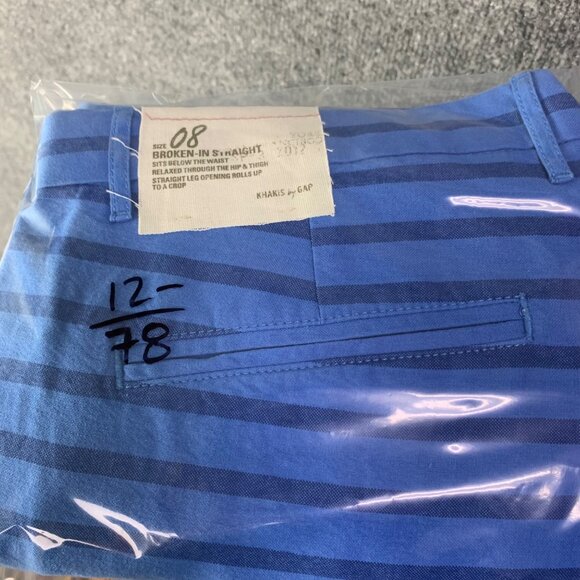 SIZE 08
BROKEN-IN STRAIGHT
SITS BELOW THE WAIST
RELAXED THROUGH THE HIP & THIGH
STRAIGHT LEG OPENING ROLLS UP
TO A CROP
KHAKIS by GAP
12-
78